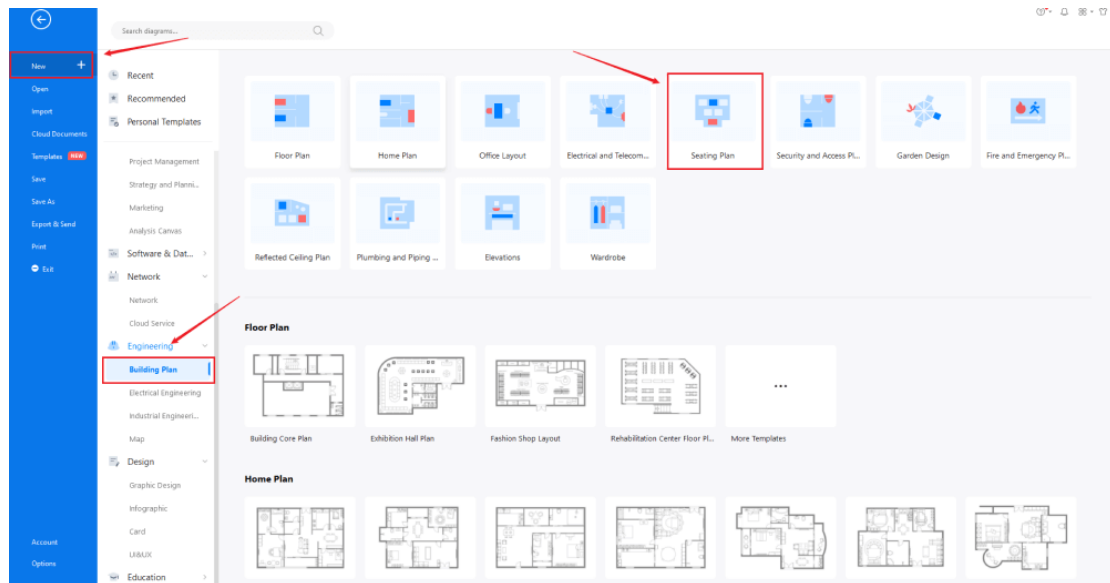 Search diagrams...
New +
Open
Import
Cloud Documents
Templates NEW
Save
Save As
Export & Send
Print
Exit
Account
Options
Recent
Recommended
Personal Templates
Project Management
Strategy and Planni...
Marketing
Analysis Canvas
Software & Dat...
Network
Network
Cloud Service
Engineering
Building Plan
Electrical Engineering
Industrial Engineeri...
Map
Design
Graphic Design
Infographic
Card
UI&UX
Education
Floor Plan
Home Plan
Office Layout
Electrical and Telecom...
Seating Plan
Security and Access Pl...
Garden Design
Fire and Emergency Pl...
Reflected Ceiling Plan
Plumbing and Piping ...
Elevations
Wardrobe
Floor Plan
Building Core Plan
Exhibition Hall Plan
Fashion Shop Layout
Rehabilitation Center Floor Pl...
...
More Templates
Home Plan